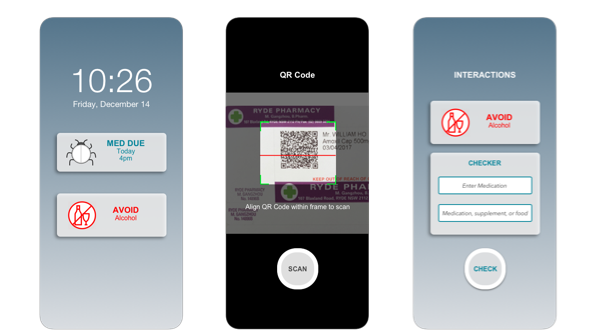 10:26
Friday, December 14
MED DUE
Today
4pm
AVOID
Alcohol
QR Code
RYDE PHARMACY
Mr WILLIAM HO
Amoxil Cap 500m
03/04/2017
KEEP OUT OF REACH OF
RYDE PHA
Align QR Code within frame to scan
SCAN
INTERACTIONS
AVOID
Alcohol
CHECKER
Enter Medication
Medication, supplement, or food
CHECK